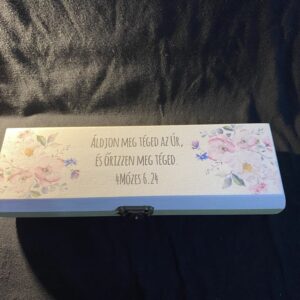 ÁLDJON MEG TÉGED AZ ÚR,
ÉS ŐRIZZEN MEG TÉGED.
4MÓZES 6.24